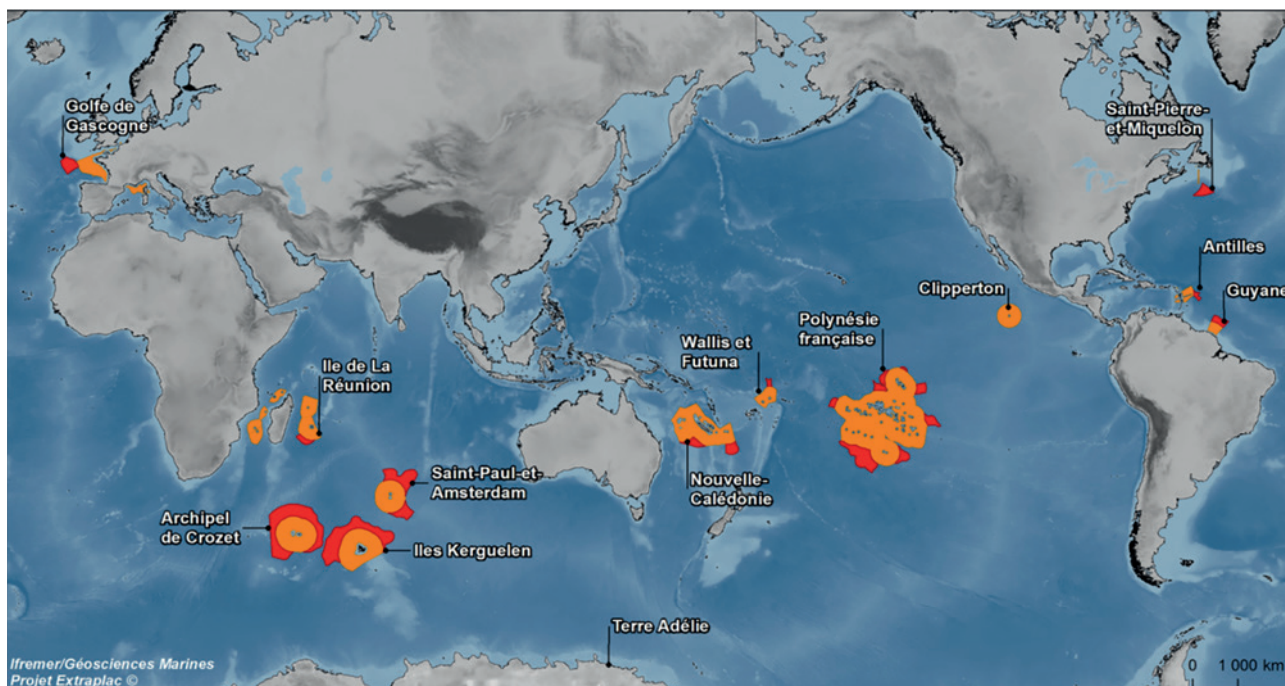 Golfe de
Gascogne
Saint-Pierre-
et-Miquelon
Antilles
Guyane
Clipperton
Polynésie
française
Wallis et
Futuna
Ile de La
Réunion
Nouvelle-
Calédonie
Saint-Paul-et-
Amsterdam
Archipel
de Crozet
Iles Kerguelen
Terre Adélie
Ifremer/Géosciences Marines
Projet Extraplac ©
0 1 000 km